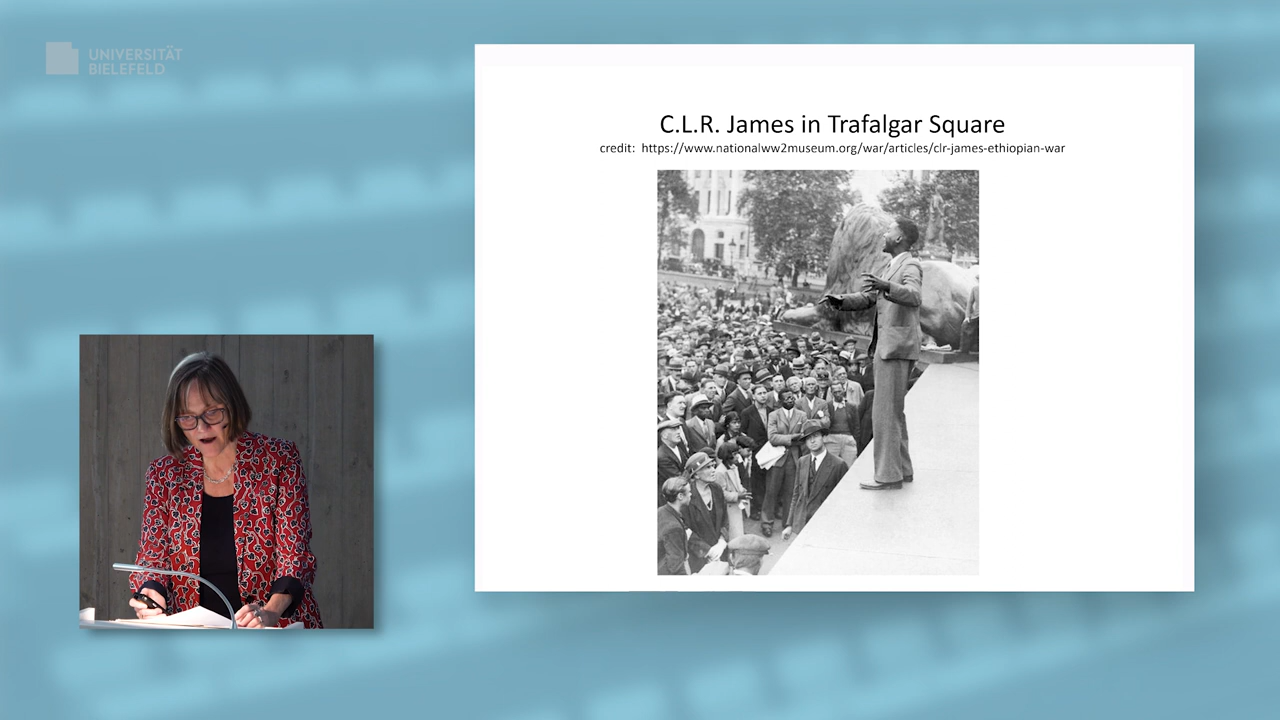 UNIVERSITÄT
BIELEFELD
C.L.R. James in Trafalgar Square
credit: https://www.nationalww2museum.org/war/articles/clr-james-ethiopian-war